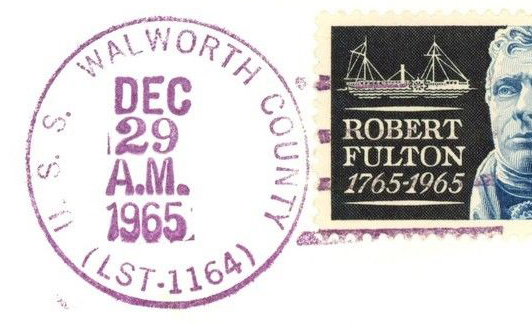 U. S. S. WALWORTH COUNTY
DEC
29
A.M.
1965
(LST-1164)
ROBERT
FULTON
1765-1965